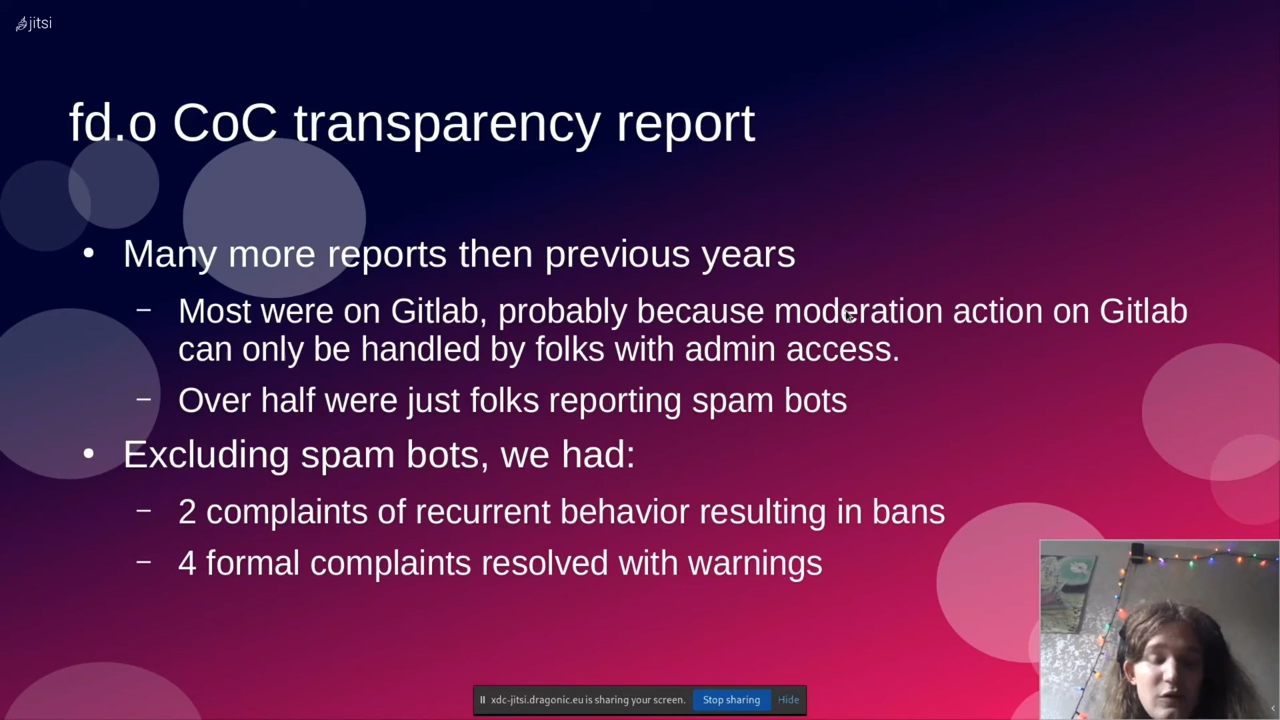 jitsi
fd.o CoC transparency report
• Many more reports then previous years
– Most were on Gitlab, probably because moderation action on Gitlab
can only be handled by folks with admin access.
– Over half were just folks reporting spam bots
• Excluding spam bots, we had:
– 2 complaints of recurrent behavior resulting in bans
– 4 formal complaints resolved with warnings
xdc-jitsi.dragonic.eu is sharing your screen. Stop sharing Hide